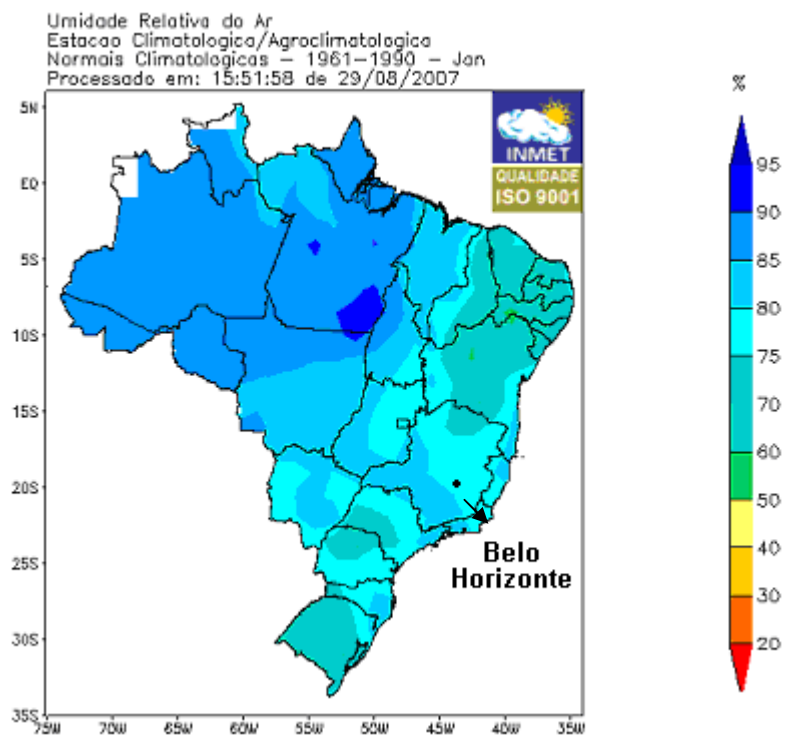 Umidade Relativa do Ar
Estacao Climatologica/Agroclimatologica
Normais Climatologicas – 1961–1990 – Jan
Processado em: 15:51:58 de 29/08/2007
INMET
QUALIDADE
ISO 9001
5N
EQ
5S
10S
15S
20S
25S
30S
35S
75W 70W 65W 60W 55W 50W 45W 40W 35W
Belo
Horizonte
%
95
90
85
80
75
70
60
50
40
30
20